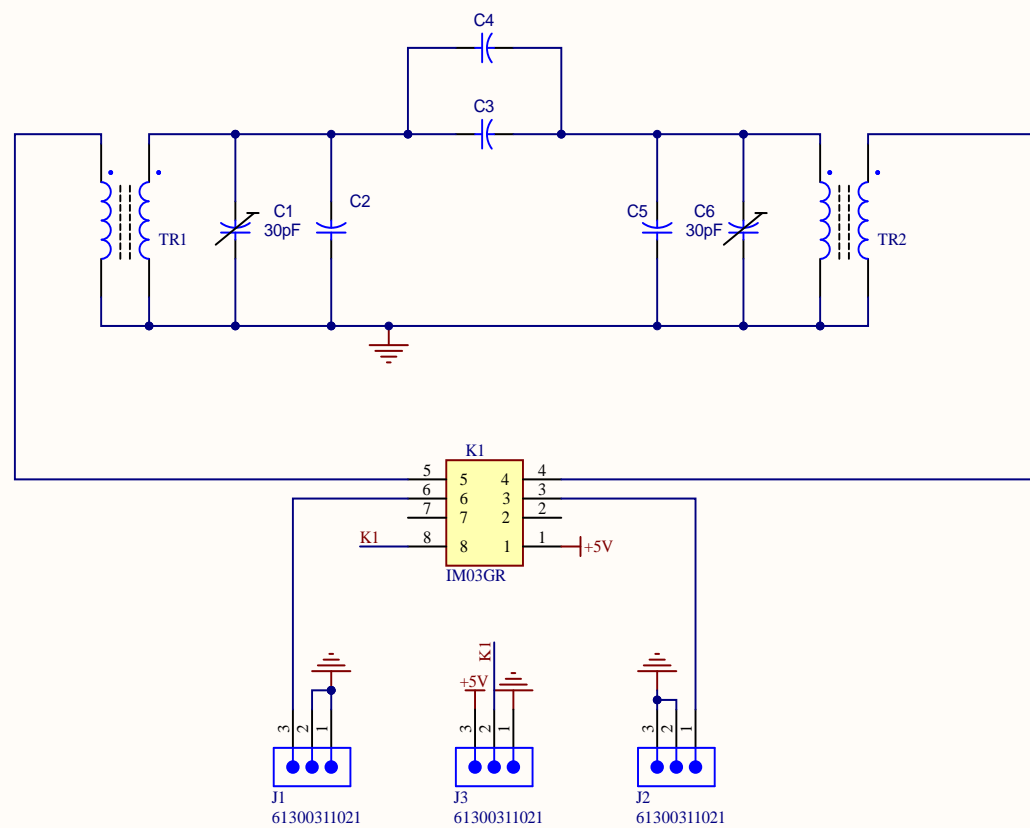 C4
C3
C1
30pF
C2
TR1
C5
C6
30pF
TR2
K1
5 5 4 4
6 6 3 3
7 7 2 2
K1 8 8 1 1 +5V
IM03GR
K1
+5V
3 2 1
3 2 1
3 2 1
J1
61300311021
J3
61300311021
J2
61300311021